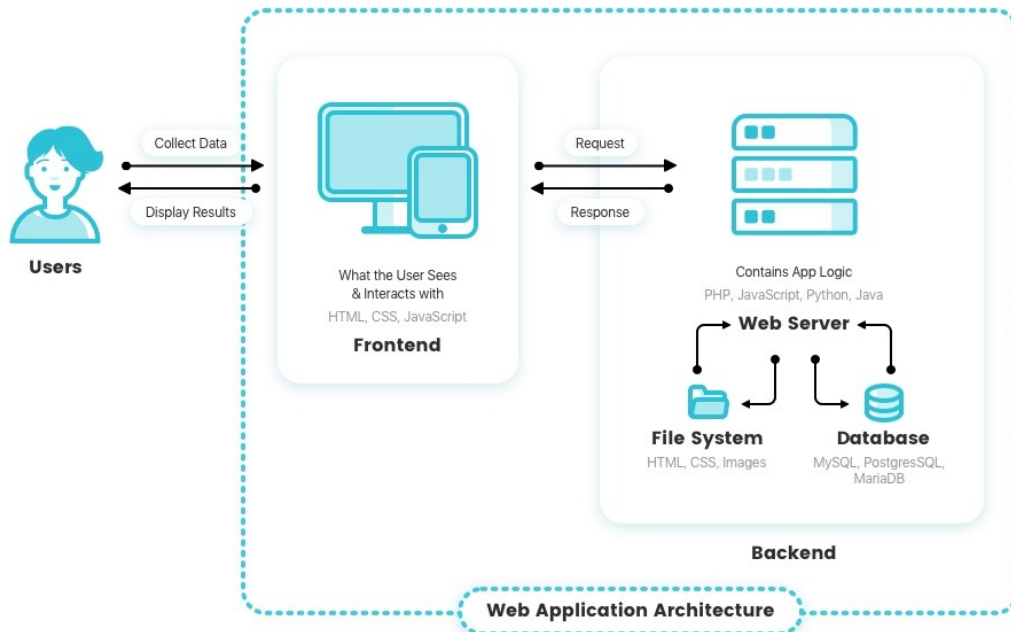 Collect Data
Display Results
Users
What the User Sees
& Interacts with
HTML, CSS, JavaScript
Frontend
Request
Response
Contains App Logic
PHP, JavaScript, Python, Java
Web Server
File System
HTML, CSS, Images
Database
MySQL, PostgresSQL,
MariaDB
Backend
Web Application Architecture